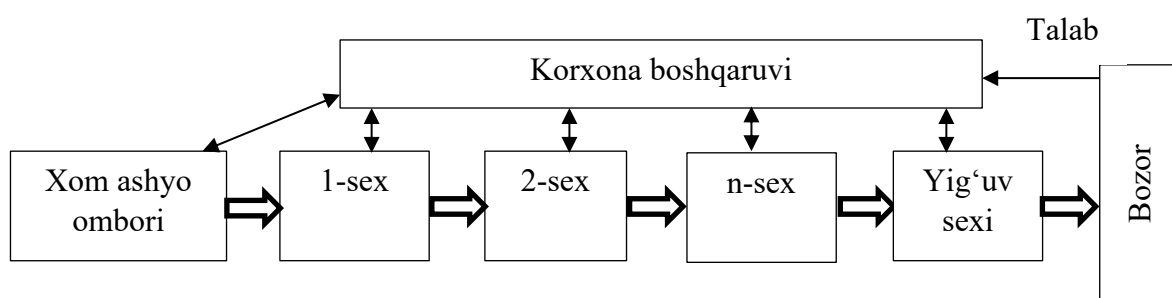 Talab
Korxona boshqaruvi
Xom ashyo
ombori
1-sex
2-sex
n-sex
Yig‘uv
sexi
Bozor